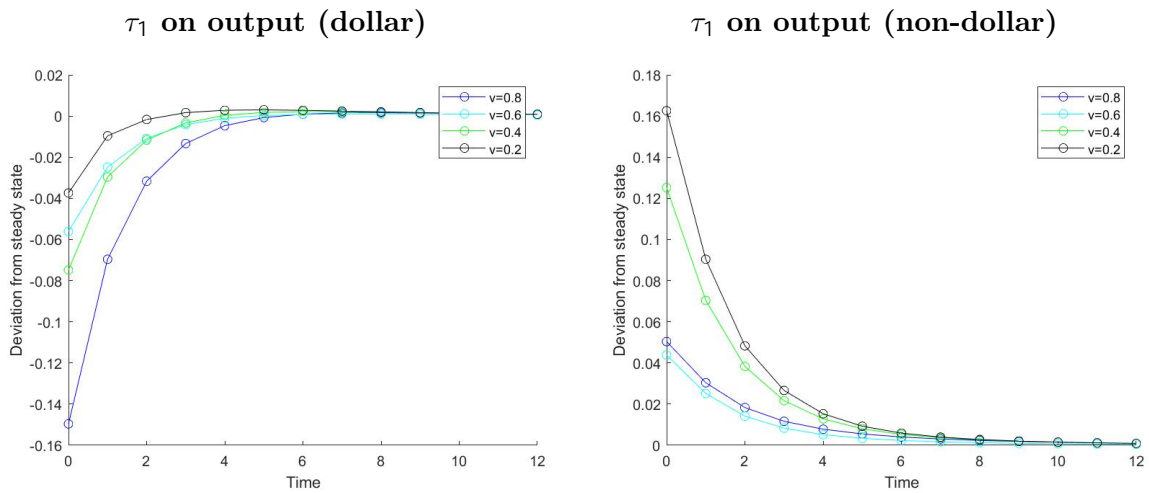 τ1 on output (dollar)
0.02
0
-0.02
-0.04
-0.06
-0.08
-0.1
-0.12
-0.14
-0.16
Deviation from steady state
0 2 4 6 8 10 12
Time
v=0.8
v=0.6
v=0.4
v=0.2
τ1 on output (non-dollar)
0.18
0.16
0.14
0.12
0.1
0.08
0.06
0.04
0.02
0
Deviation from steady state
0 2 4 6 8 10 12
Time
v=0.8
v=0.6
v=0.4
v=0.2